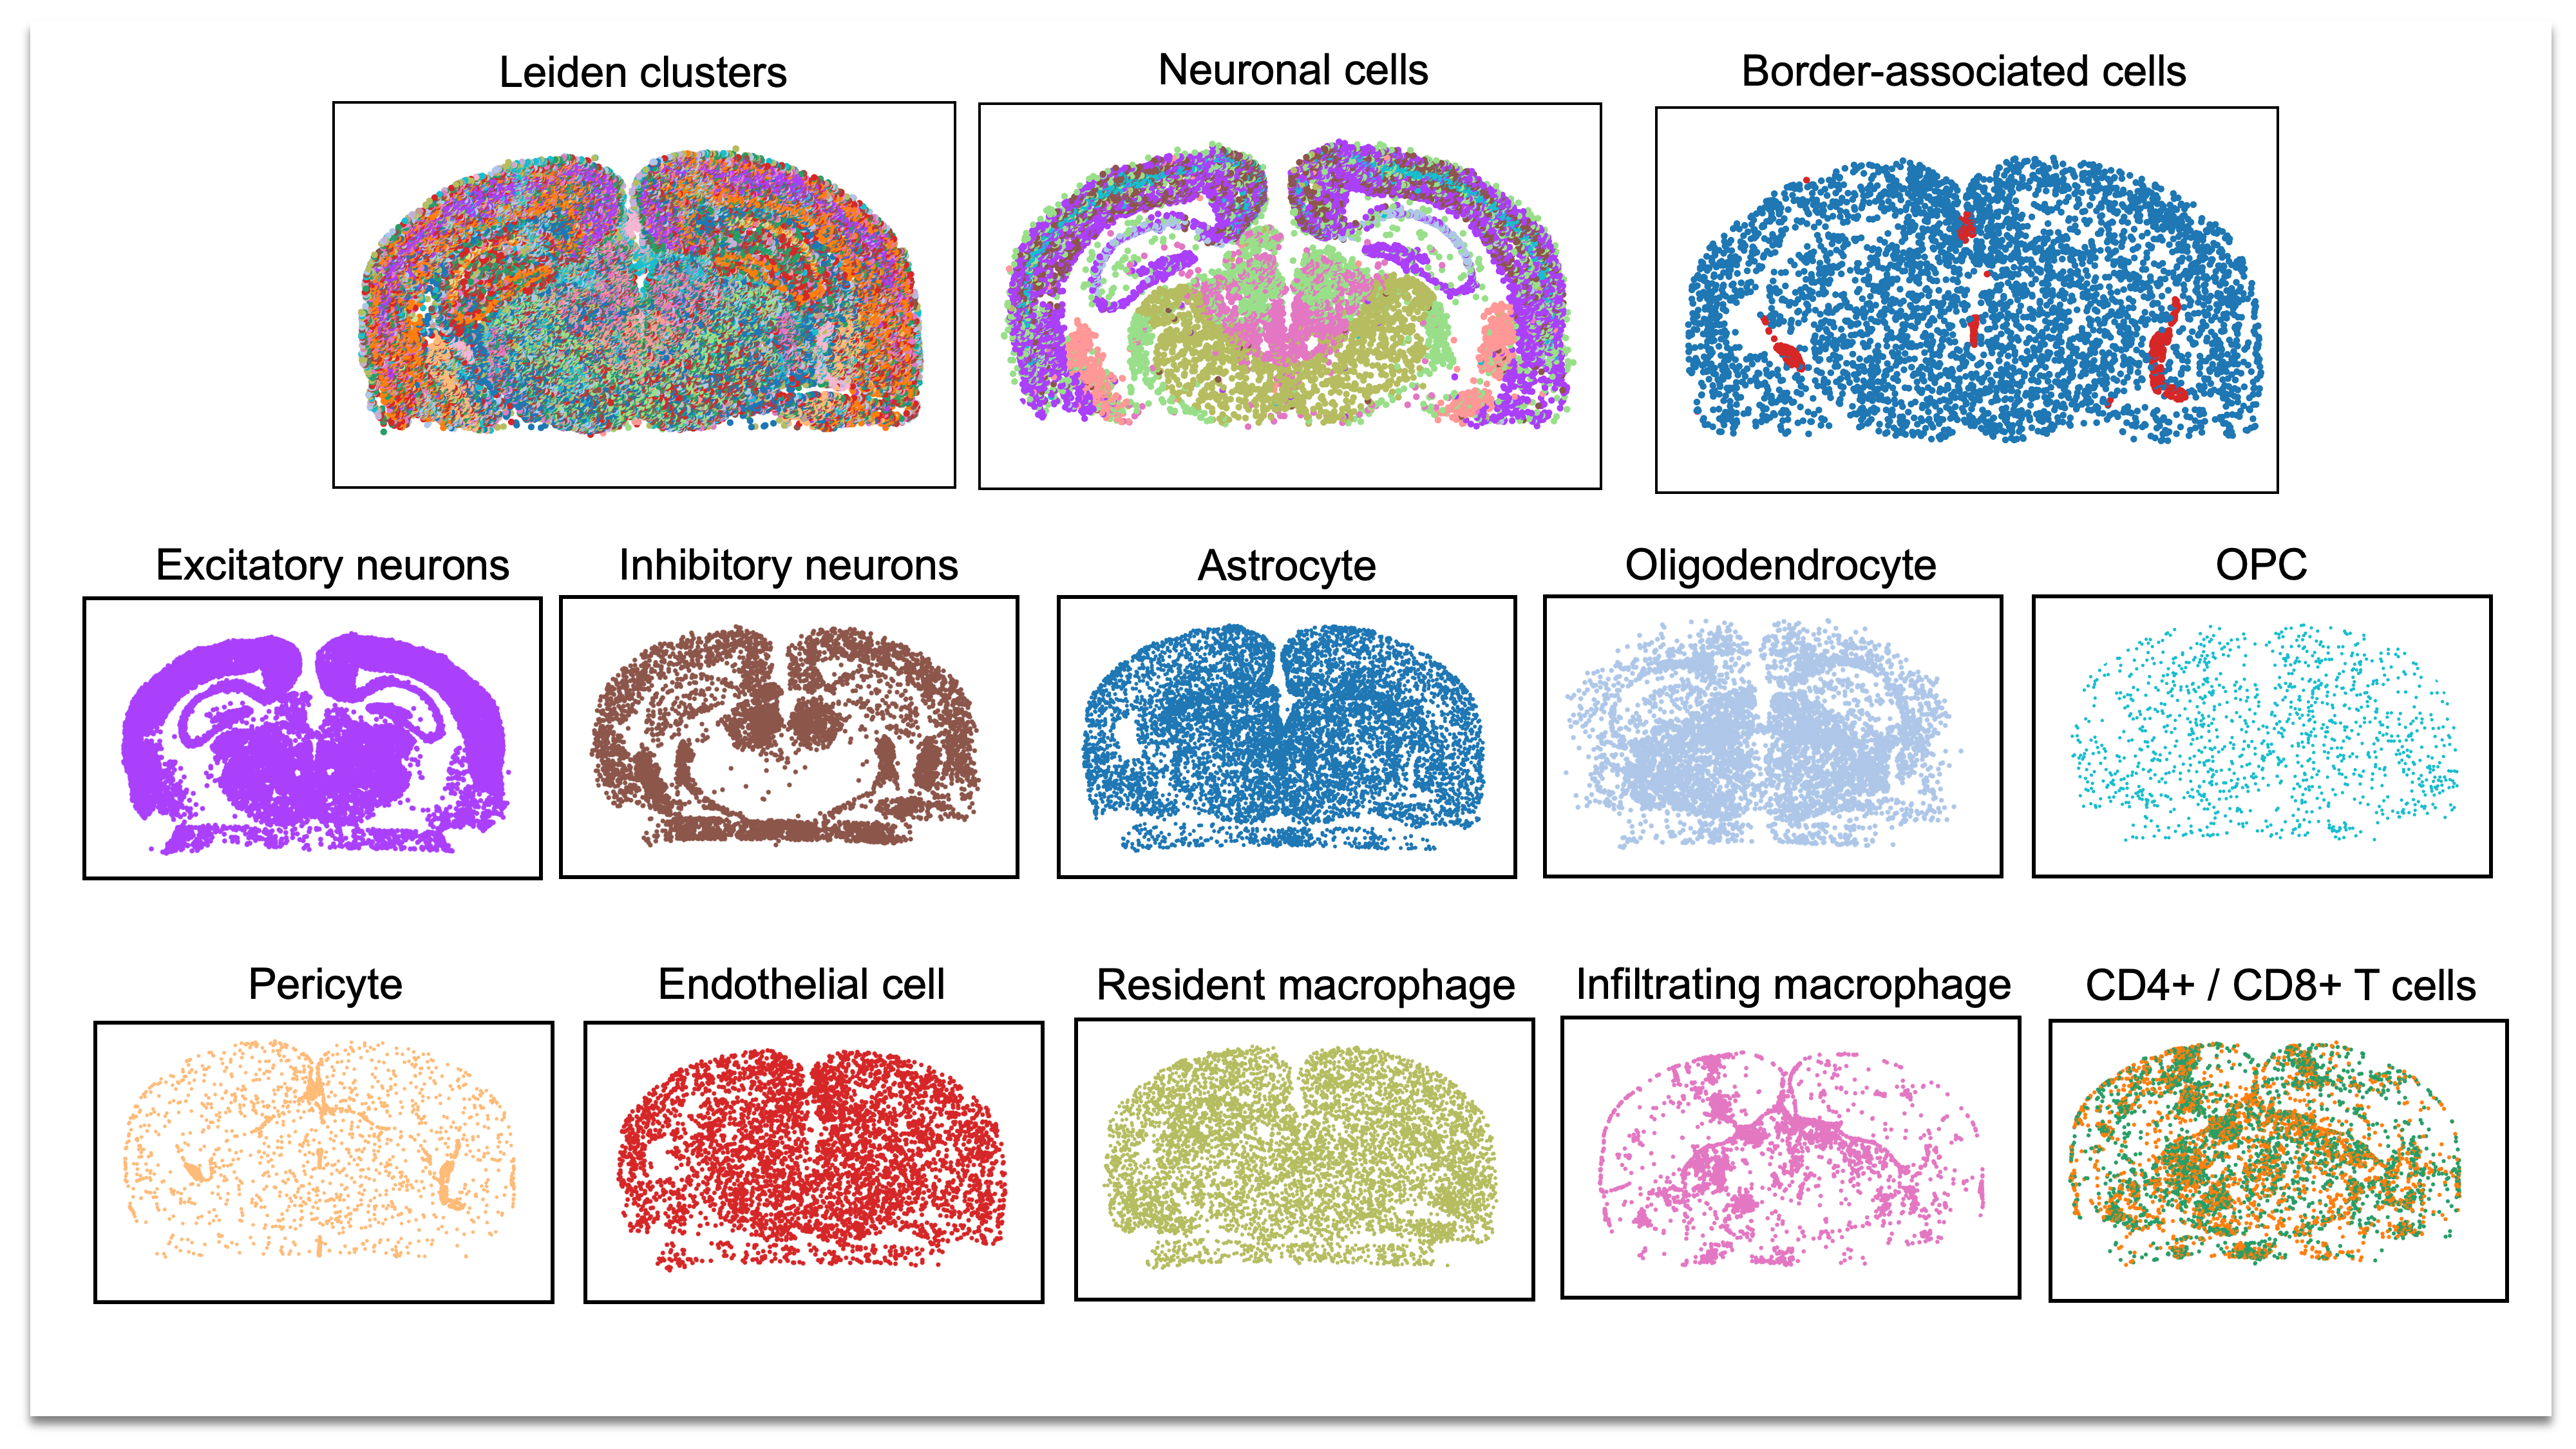 Leiden clusters
Neuronal cells
Border-associated cells
Excitatory neurons
Inhibitory neurons
Astrocyte
Oligodendrocyte
OPC
Pericyte
Endothelial cell
Resident macrophage
Infiltrating macrophage
CD4+ / CD8+ T cells